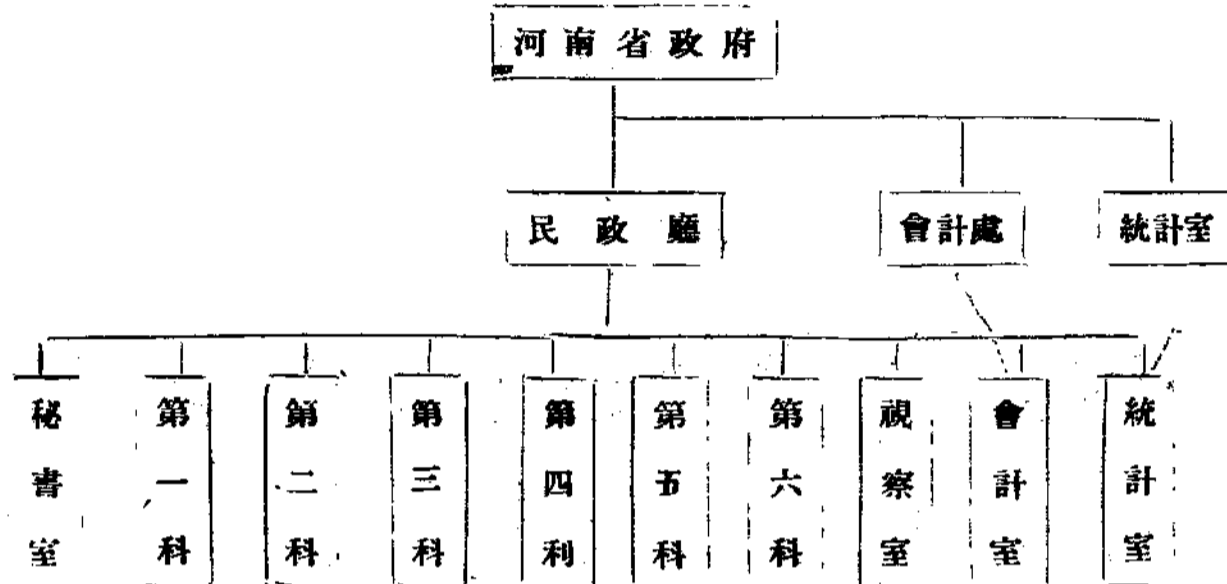 河南省政府
民政廳
會計處
統計室
秘書室
第一科
第二科
第三科
第四利
第五科
第六科
視察室
會計室
統計室